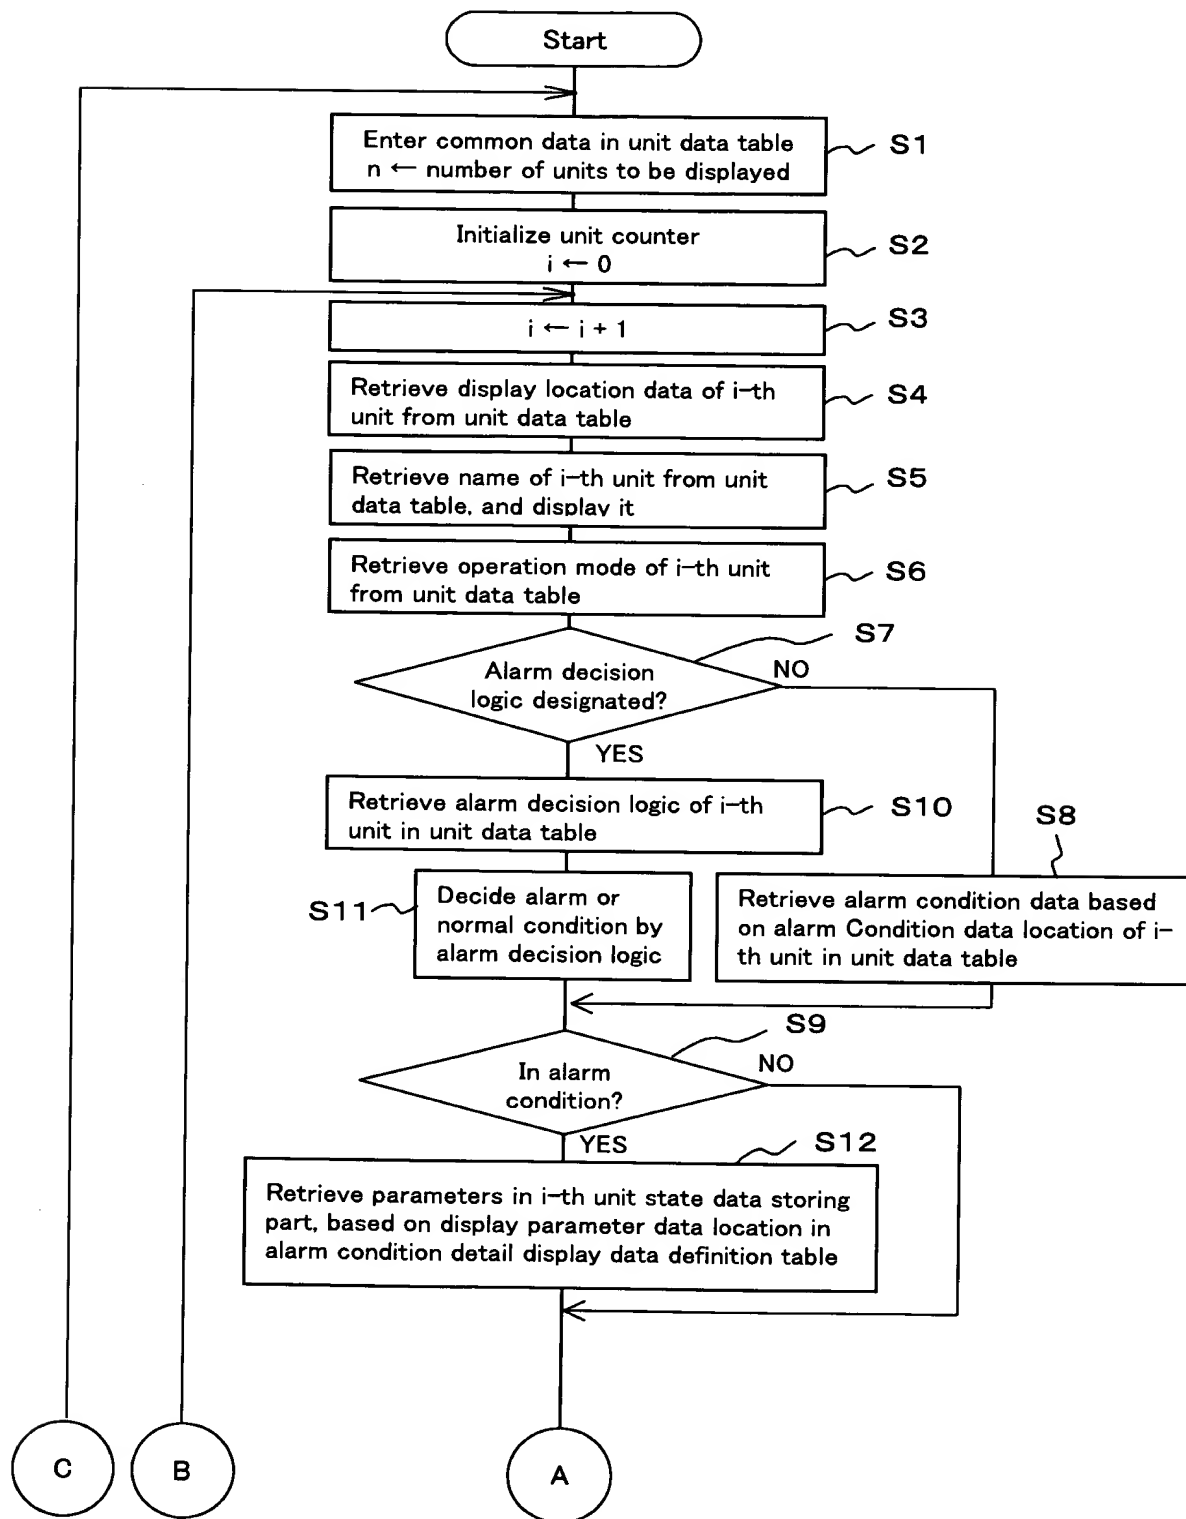 Start
Enter common data in unit data table
n ← number of units to be displayed
S1
Initialize unit counter
i ← 0
S2
i ← i + 1
S3
Retrieve display location data of i-th
unit from unit data table
S4
Retrieve name of i-th unit from unit
data table, and display it
S5
Retrieve operation mode of i-th unit
from unit data table
S6
S7
Alarm decision
logic designated?
NO
YES
Retrieve alarm decision logic of i-th
unit in unit data table
S10
S8
S11
Decide alarm or
normal condition by
alarm decision logic
Retrieve alarm condition data based
on alarm Condition data location of i-
th unit in unit data table
S9
In alarm
condition?
NO
YES
S12
Retrieve parameters in i-th unit state data storing
part, based on display parameter data location in
alarm condition detail display data definition table
C
B
A